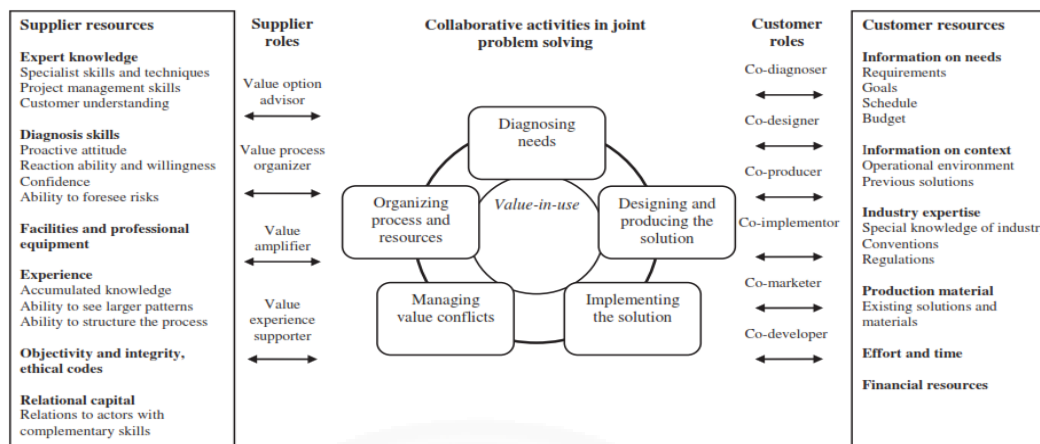 Supplier resources
Expert knowledge
Specialist skills and techniques
Project management skills
Customer understanding
Diagnosis skills
Proactive attitude
Reaction ability and willingness
Confidence
Ability to foresee risks
Facilities and professional
equipment
Experience
Accumulated knowledge
Ability to see larger patterns
Ability to structure the process
Objectivity and integrity,
ethical codes
Relational capital
Relations to actors with
complementary skills
Supplier
roles
Value option
advisor
Value process
organizer
Value
amplifier
Value
experience
supporter
Collaborative activities in joint
problem solving
Diagnosing
needs
Organizing
process and
resources
Value-in-use
Designing and
producing the
solution
Managing
value conflicts
Implementing
the solution
Customer
roles
Co-diagnoser
Co-designer
Co-producer
Co-implementor
Co-marketer
Co-developer
Customer resources
Information on needs
Requirements
Goals
Schedule
Budget
Information on context
Operational environment
Previous solutions
Industry expertise
Special knowledge of industr
Conventions
Regulations
Production material
Existing solutions and
materials
Effort and time
Financial resources